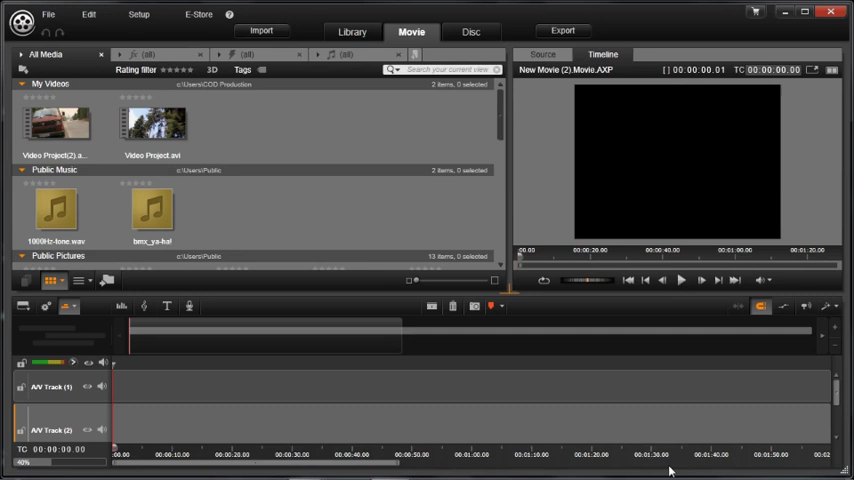 File Edit Setup E-Store ?
Import Library Movie Disc Export
All Media × fx (all) × (all) × (all) ×
Source Timeline
Rating filter 3D Tags Search your current view
New Movie (2).Movie.AXP [ ] 00:00:00.01 TC 00:00:00.00
My Videos c:\Users\COD Production 2 items, 0 selected
Video Project(2).a... Video Project.avi
Public Music c:\Users\Public 2 items, 0 selected
1000Hz-tone.wav bmx_ya-ha!
Public Pictures c:\Users\Public 13 items, 0 selected
:00.00 00:00:20.00 00:00:40.00 00:01:00.00 00:01:20.00
T
A/V Track (1)
A/V Track (2)
TC 00:00:00.00
:00.00 00:00:10.00 00:00:20.00 00:00:30.00 00:00:40.00 00:00:50.00 00:01:00.00 00:01:10.00 00:01:20.00 00:01:30.00 00:01:40.00 00:01:50.00 00:02
40%